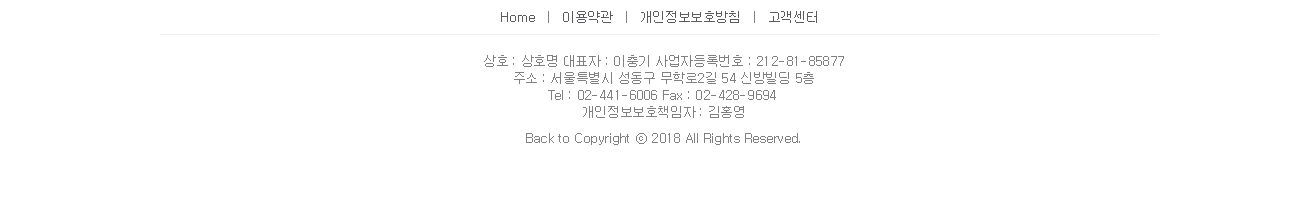 Home | 이용약관 | 개인정보보호방침 | 고객센터
상호 : 상호명 대표자 : 이충기 사업자등록번호 : 212-81-85877
주소 : 서울특별시 성동구 무학로2길 54 신방빌딩 5층
Tel : 02-441-6006 Fax : 02-428-9694
개인정보보호책임자 : 김홍영
Back to Copyright ⓒ 2018 All Rights Reserved.